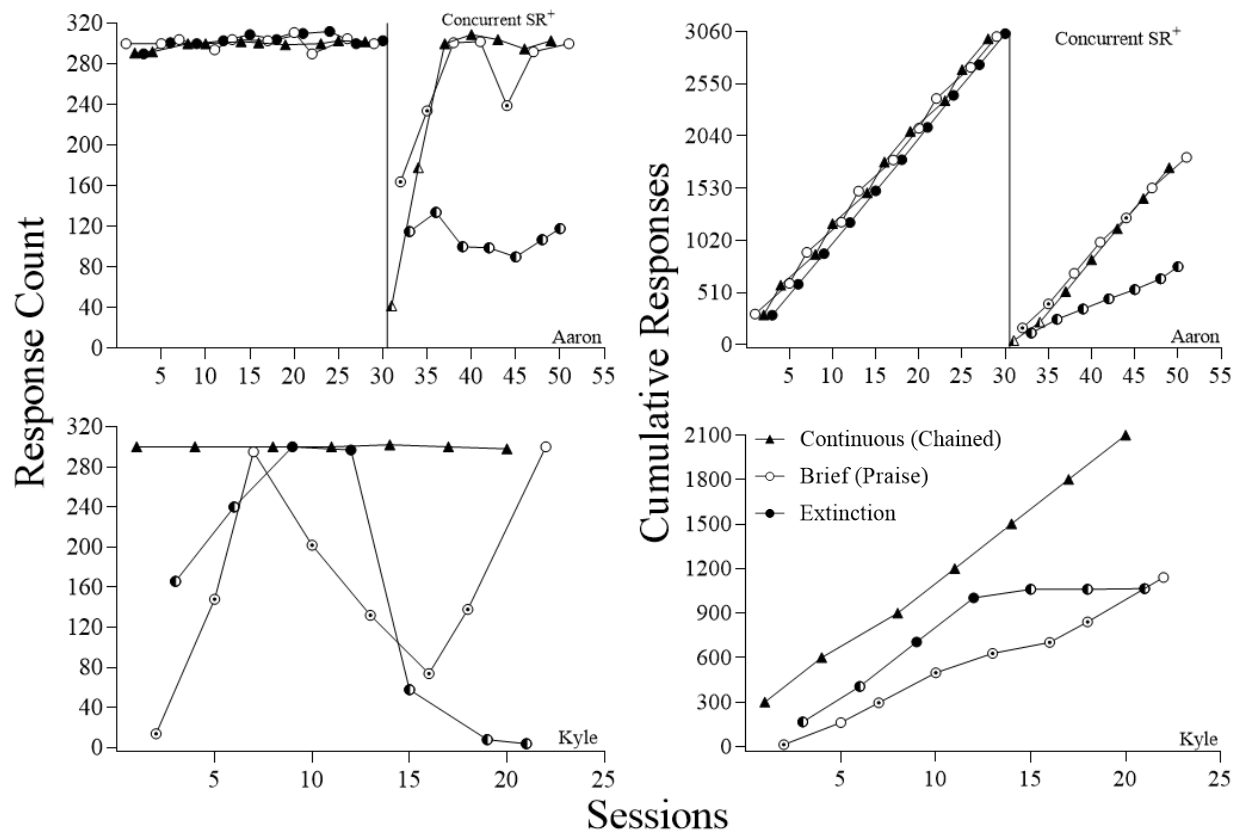 Response Count
320
280
240
200
160
120
80
40
0
Concurrent SR+
Aaron
5 10 15 20 25 30 35 40 45 50 55
Cumulative Responses
3060
2550
2040
1530
1020
510
0
Concurrent SR+
Aaron
5 10 15 20 25 30 35 40 45 50 55
320
280
240
200
160
120
80
40
0
Kyle
5 10 15 20 25
2100
1800
1500
1200
900
600
300
0
Continuous (Chained)
Brief (Praise)
Extinction
Kyle
5 10 15 20 25
Sessions